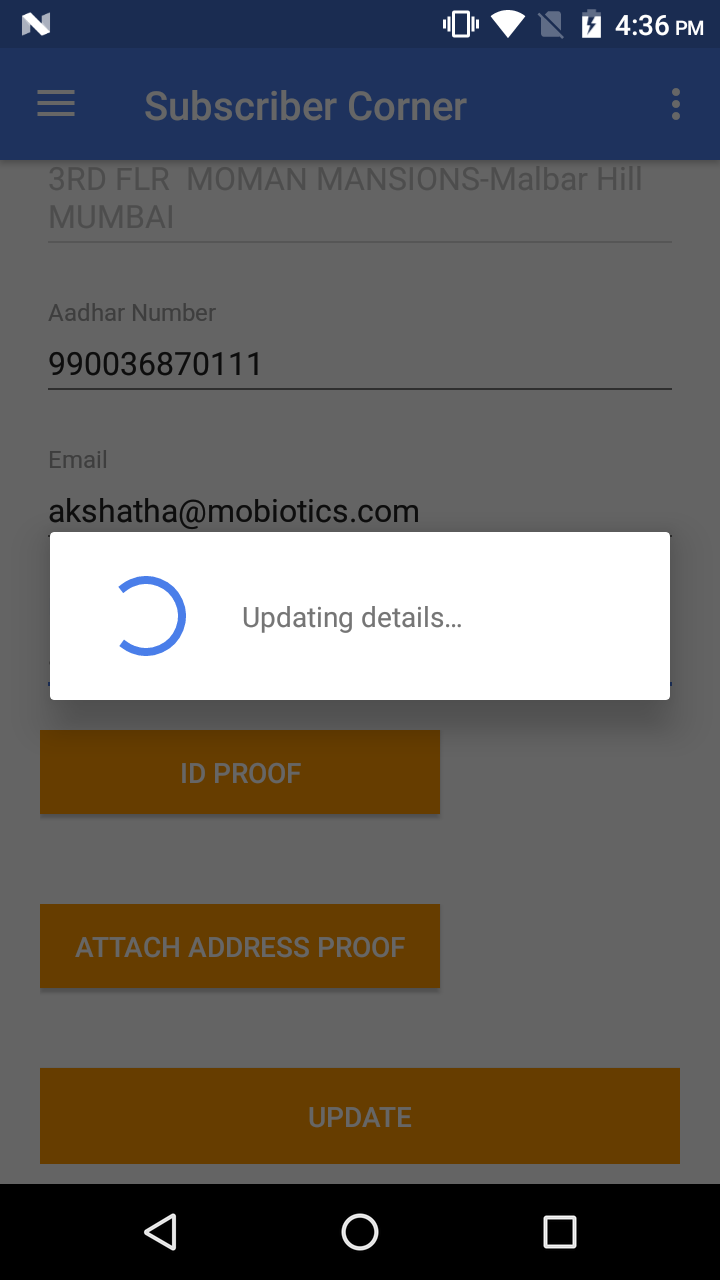 4:36 PM
Subscriber Corner
3RD FLR MOMAN MANSIONS-Malbar Hill
MUMBAI
Aadhar Number
990036870111
Email
akshatha@mobiotics.com
Updating details...
ID PROOF
ATTACH ADDRESS PROOF
UPDATE